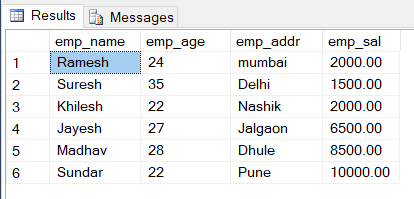 Results Messages
emp_name emp_age emp_addr emp_sal
1 Ramesh 24 mumbai 2000.00
2 Suresh 35 Delhi 1500.00
3 Khilesh 22 Nashik 2000.00
4 Jayesh 27 Jalgaon 6500.00
5 Madhav 28 Dhule 8500.00
6 Sundar 22 Pune 10000.00